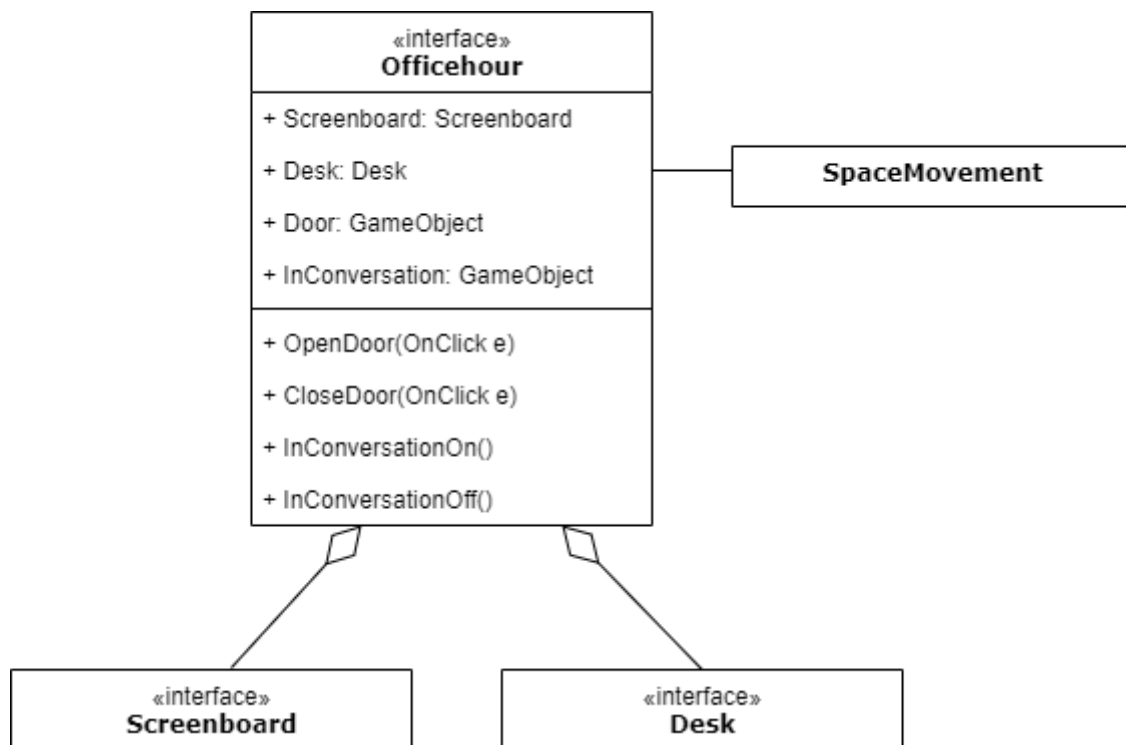 «interface»
Officehour
+ Screenboard: Screenboard
+ Desk: Desk
+ Door: GameObject
+ InConversation: GameObject
+ OpenDoor(OnClick e)
+ CloseDoor(OnClick e)
+ InConversationOn()
+ InConversationOff()
SpaceMovement
«interface»
Screenboard
«interface»
Desk